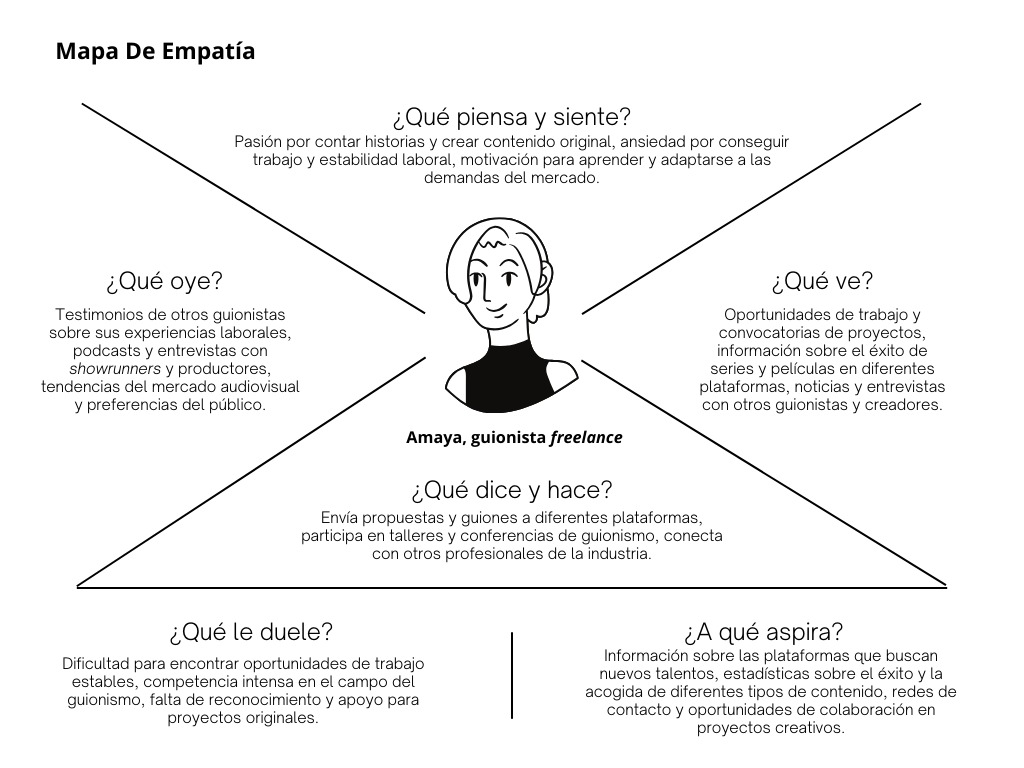 Mapa De Empatía
¿Qué piensa y siente?
Pasión por contar historias y crear contenido original, ansiedad por conseguir
trabajo y estabilidad laboral, motivación para aprender y adaptarse a las
demandas del mercado.
¿Qué oye?
Testimonios de otros guionistas
sobre sus experiencias laborales,
podcasts y entrevistas con
showrunners y productores,
tendencias del mercado audiovisual
y preferencias del público.
¿Qué ve?
Oportunidades de trabajo y
convocatorias de proyectos,
información sobre el éxito de
series y películas en diferentes
plataformas, noticias y entrevistas
con otros guionistas y creadores.
Amaya, guionista freelance
¿Qué dice y hace?
Envía propuestas y guiones a diferentes plataformas,
participa en talleres y conferencias de guionismo, conecta
con otros profesionales de la industria.
¿Qué le duele?
Dificultad para encontrar oportunidades de trabajo
estables, competencia intensa en el campo del
guionismo, falta de reconocimiento y apoyo para
proyectos originales.
¿A qué aspira?
Información sobre las plataformas que buscan
nuevos talentos, estadísticas sobre el éxito y la
acogida de diferentes tipos de contenido, redes de
contacto y oportunidades de colaboración en
proyectos creativos.